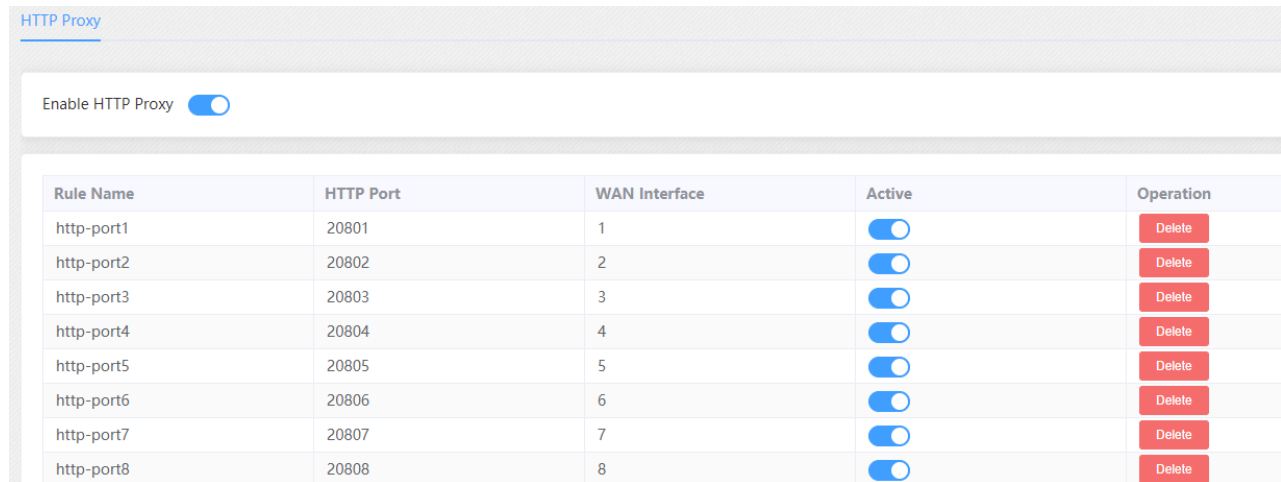 HTTP Proxy
Enable HTTP Proxy
Rule Name HTTP Port WAN Interface Active Operation
http-port1 20801 1 Delete
http-port2 20802 2 Delete
http-port3 20803 3 Delete
http-port4 20804 4 Delete
http-port5 20805 5 Delete
http-port6 20806 6 Delete
http-port7 20807 7 Delete
http-port8 20808 8 Delete